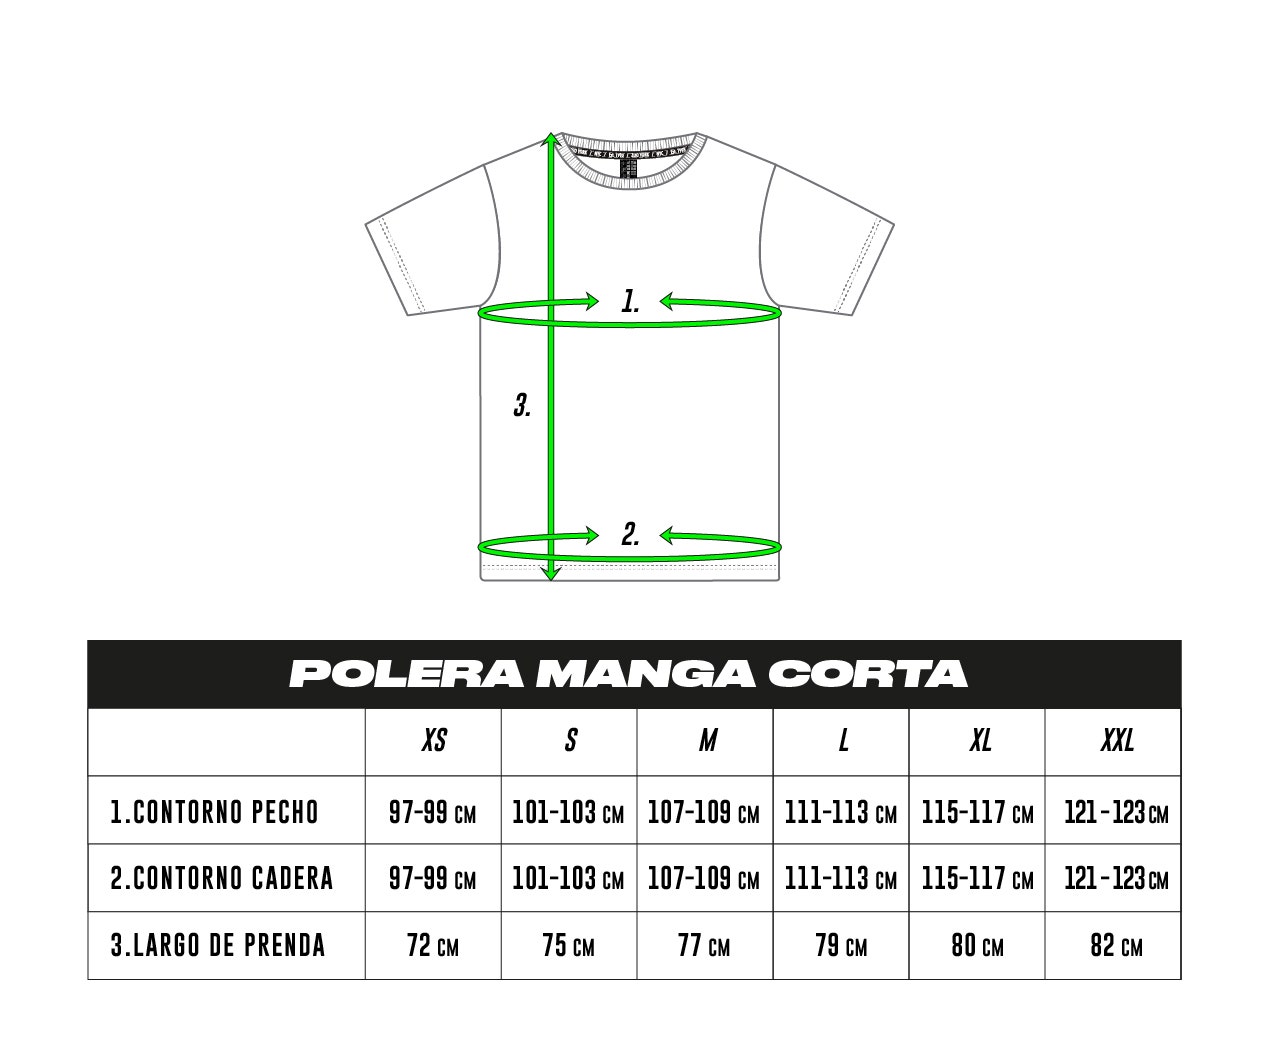 1.
3.
2.
POLERA MANGA CORTA
XS S M L XL XXL
1.CONTORNO PECHO 97-99 CM 101-103 CM 107-109 CM 111-113 CM 115-117 CM 121-123 CM
2.CONTORNO CADERA 97-99 CM 101-103 CM 107-109 CM 111-113 CM 115-117 CM 121-123 CM
3.LARGO DE PRENDA 72 CM 75 CM 77 CM 79 CM 80 CM 82 CM